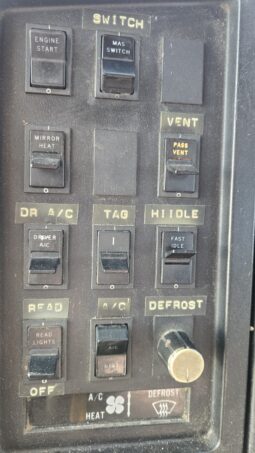 SWITCH
ENGINE
START
MAS
SWITCH
VENT
MIRROR
HEAT
PASS
VENT
DR A/C
TAG
HIIDLE
DRIVER
A/C
FAST
IDLE
READ
A/C
DEFROST
READ
LIGHTS
A/C
OFF
A/C
HEAT
DEFROST